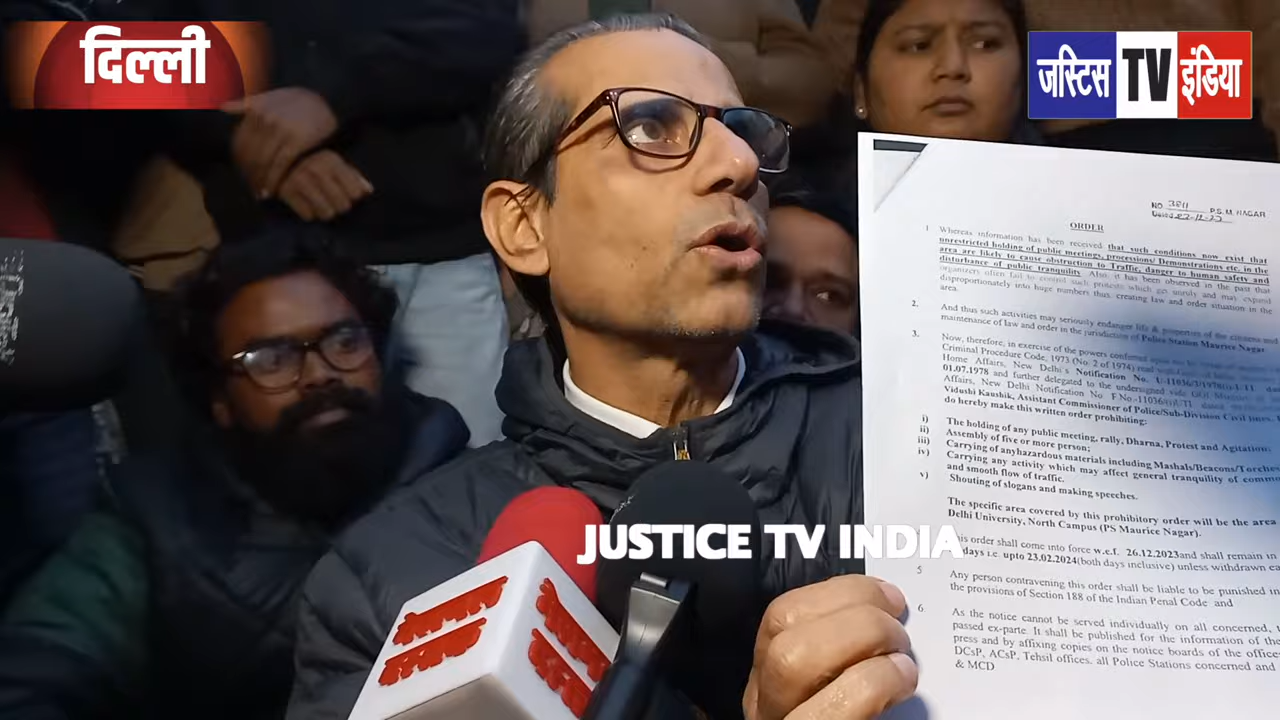 दिल्ली
जस्टिस TV इंडिया
NO 3811 P.S.M. NAGAR
Dated 23-12-23
ORDER
1 Whereas information has been received that such conditions now exist that
unrestricted holding of public meetings, processions/ Demonstrations etc. in the
area are likely to cause obstruction to Traffic, danger to human safety and
disturbance of public tranquility. Also, it has been observed in the past that
organizers often fail to control such protests which go unruly and may expand
disproportionately into huge numbers thus, creating law and order situation in the
area.
2. And thus such activities may seriously endanger life & properties of the citizens and
maintenance of law and order in the jurisdiction of Police Station Maurice Nagar
3. Now, therefore, in exercise of the powers conferred upon me by
Criminal Procedure Code, 1973 (No. 2 of 1974) read with
Home Affairs, New Delhi's Notification No. U-11036/3/1978
01.07.1978 and further delegated to the undersigned vide GOI
Affairs, New Delhi Notification No F.No.-11036
Vidushi Kaushik, Assistant Commissioner of Police/Sub-Division Civil lines,
do hereby make this written order prohibiting:
i) The holding of any public meeting, rally, Dharna, Protest and Agitation;
ii) Assembly of five or more person;
iii) Carrying of anyhazardous materials including Mashals/Beacons/Torches
iv) Carrying any activity which may affect general tranquility of
and smooth flow of traffic.
v) Shouting of slogans and making speeches.
The specific area covered by this prohibitory order will be the area
Delhi University, North Campus (PS Maurice Nagar).
this order shall come into force w.e.f. 26.12.2023and shall remain in
days i.e. upto 23.02.2024(both days inclusive) unless withdrawn
5 Any person contravening this order shall be liable to be punished in
the provisions of Section 188 of the Indian Penal Code and
6. As the notice cannot be served individually on all concerned,
passed ex-parte. It shall be published for the information of the
press and by affixing copies on the notice boards of the offices
DCsP, ACsP, Tehsil offices, all Police Stations concerned and
& MCD
JUSTICE TV INDIA